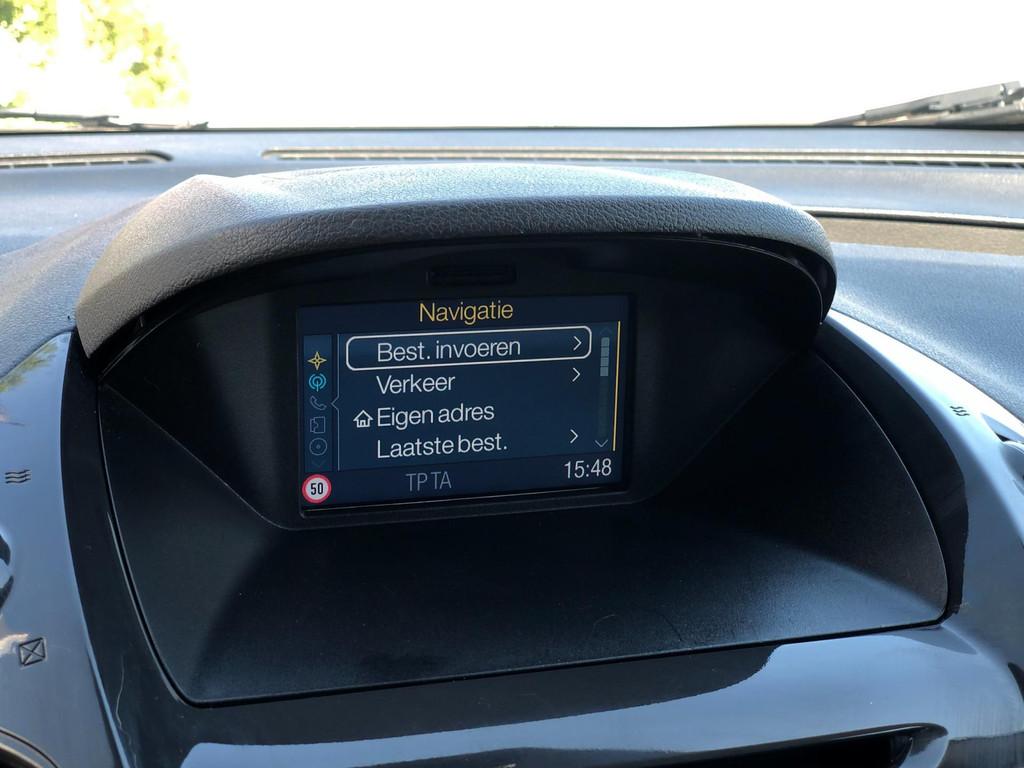 Navigatie
Best. invoeren
Verkeer
Eigen adres
Laatste best.
50 TP TA 15:48